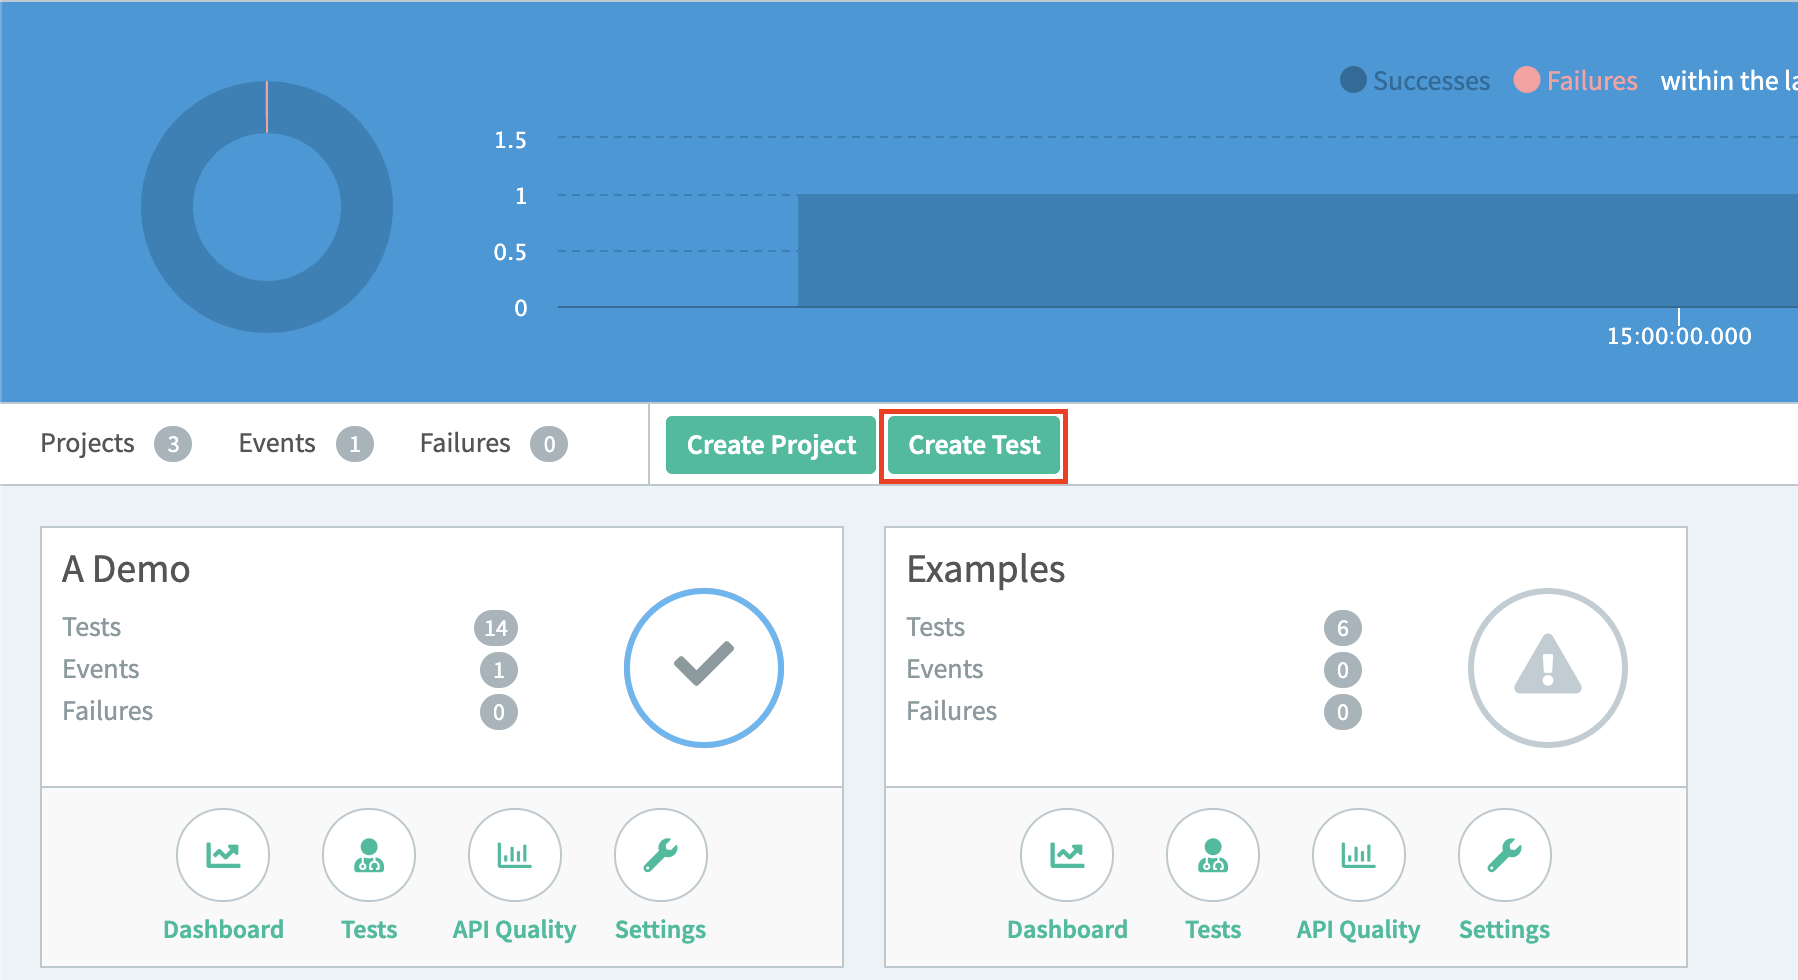 Successes Failures within the la
1.5
1
0.5
0
15:00:00.000
Projects 3 Events 1 Failures 0 Create Project Create Test
A Demo
Tests 14
Events 1
Failures 0
Dashboard Tests API Quality Settings
Examples
Tests 6
Events 0
Failures 0
Dashboard Tests API Quality Settings